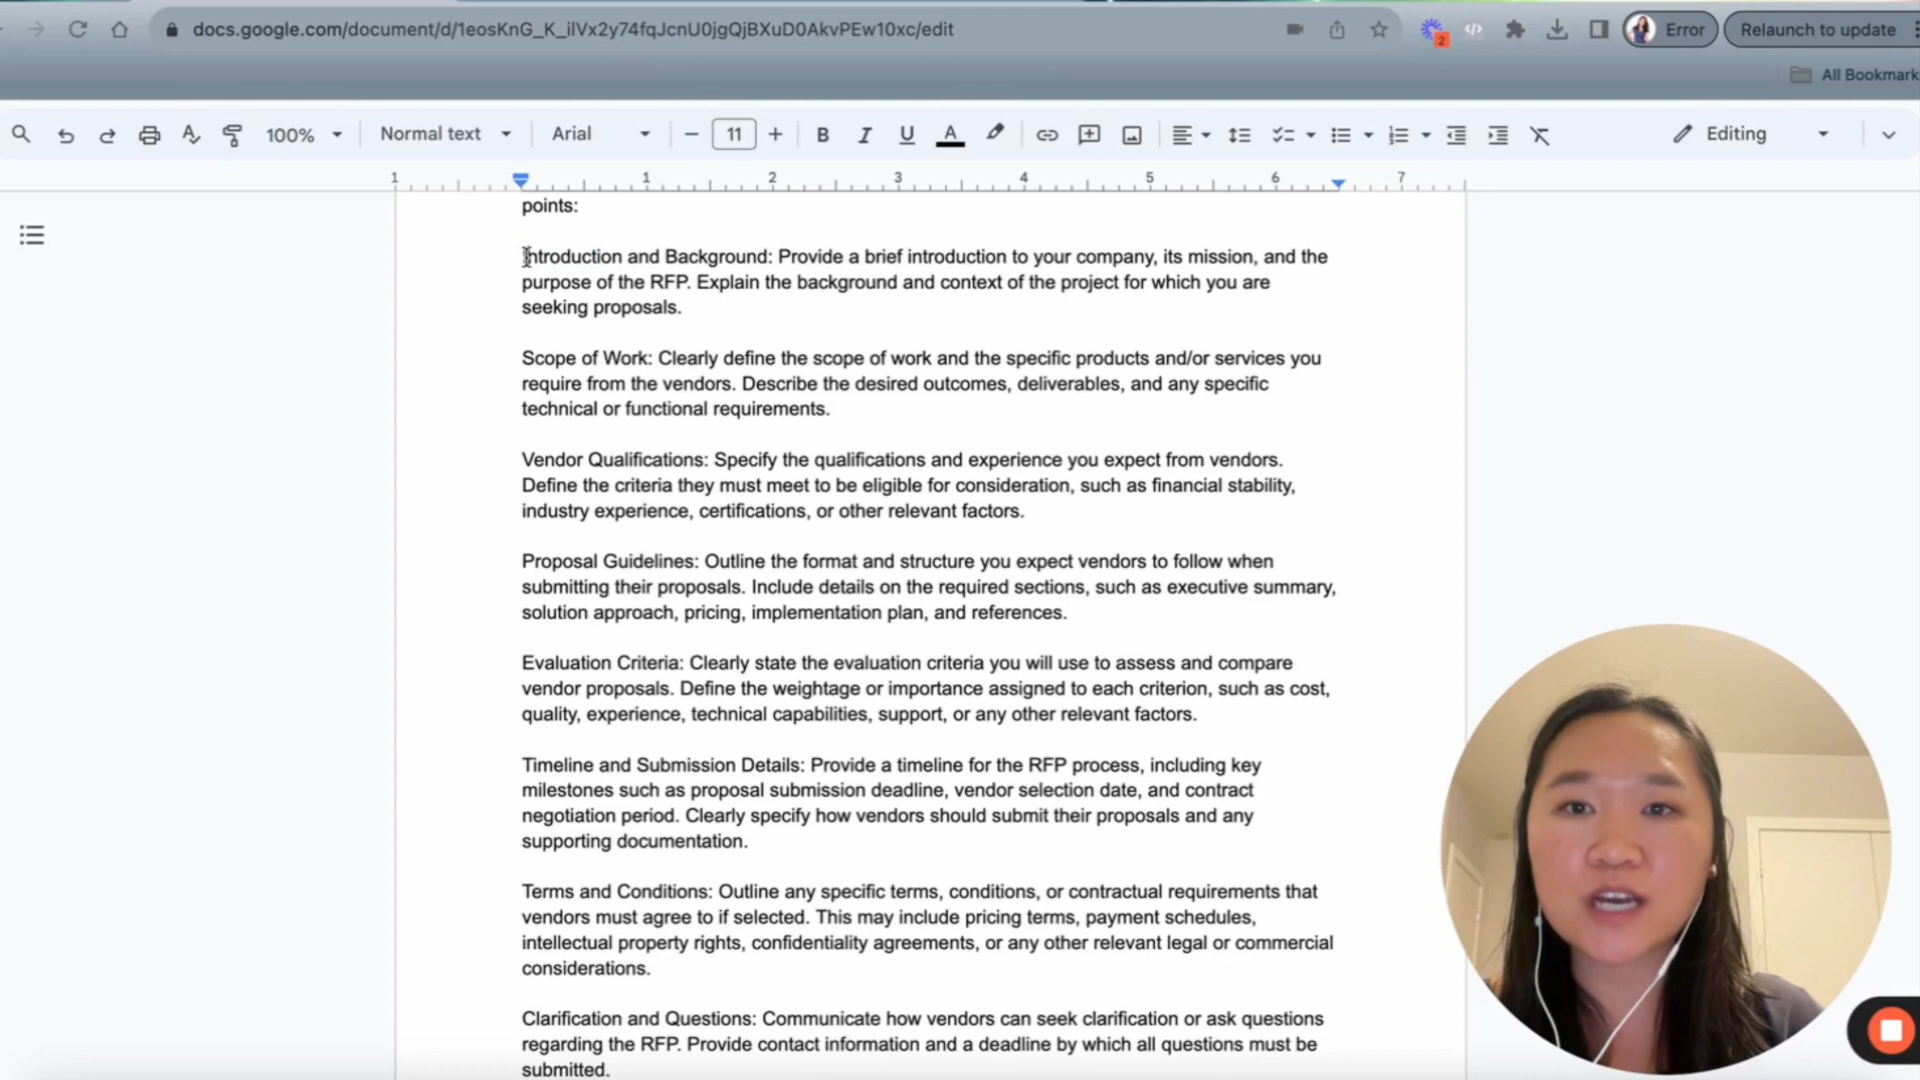 docs.google.com/document/d/1eosKnG_K_ilVx2y74fqJcnU0jgQjBXuD0AkvPEw10xc/edit
2
Error
Relaunch to update
All Bookmark
100%
Normal text
Arial
11
Editing
1 1 2 3 4 5 6 7
points:
Introduction and Background: Provide a brief introduction to your company, its mission, and the
purpose of the RFP. Explain the background and context of the project for which you are
seeking proposals.
Scope of Work: Clearly define the scope of work and the specific products and/or services you
require from the vendors. Describe the desired outcomes, deliverables, and any specific
technical or functional requirements.
Vendor Qualifications: Specify the qualifications and experience you expect from vendors.
Define the criteria they must meet to be eligible for consideration, such as financial stability,
industry experience, certifications, or other relevant factors.
Proposal Guidelines: Outline the format and structure you expect vendors to follow when
submitting their proposals. Include details on the required sections, such as executive summary,
solution approach, pricing, implementation plan, and references.
Evaluation Criteria: Clearly state the evaluation criteria you will use to assess and compare
vendor proposals. Define the weightage or importance assigned to each criterion, such as cost,
quality, experience, technical capabilities, support, or any other relevant factors.
Timeline and Submission Details: Provide a timeline for the RFP process, including key
milestones such as proposal submission deadline, vendor selection date, and contract
negotiation period. Clearly specify how vendors should submit their proposals and any
supporting documentation.
Terms and Conditions: Outline any specific terms, conditions, or contractual requirements that
vendors must agree to if selected. This may include pricing terms, payment schedules,
intellectual property rights, confidentiality agreements, or any other relevant legal or commercial
considerations.
Clarification and Questions: Communicate how vendors can seek clarification or ask questions
regarding the RFP. Provide contact information and a deadline by which all questions must be
submitted.